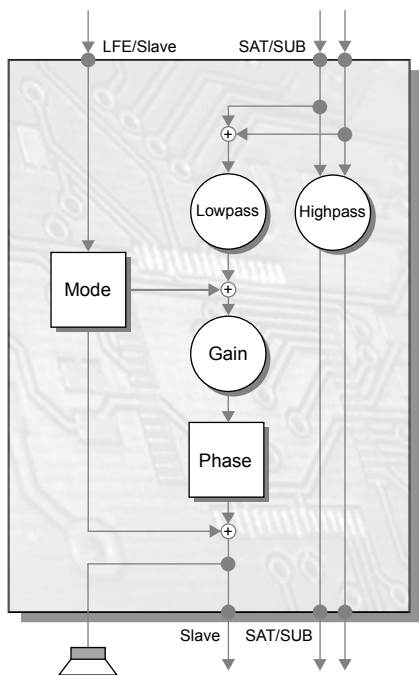 LFE/Slave SAT/SUB
+
Lowpass Highpass
Mode
+
Gain
Phase
+
Slave SAT/SUB